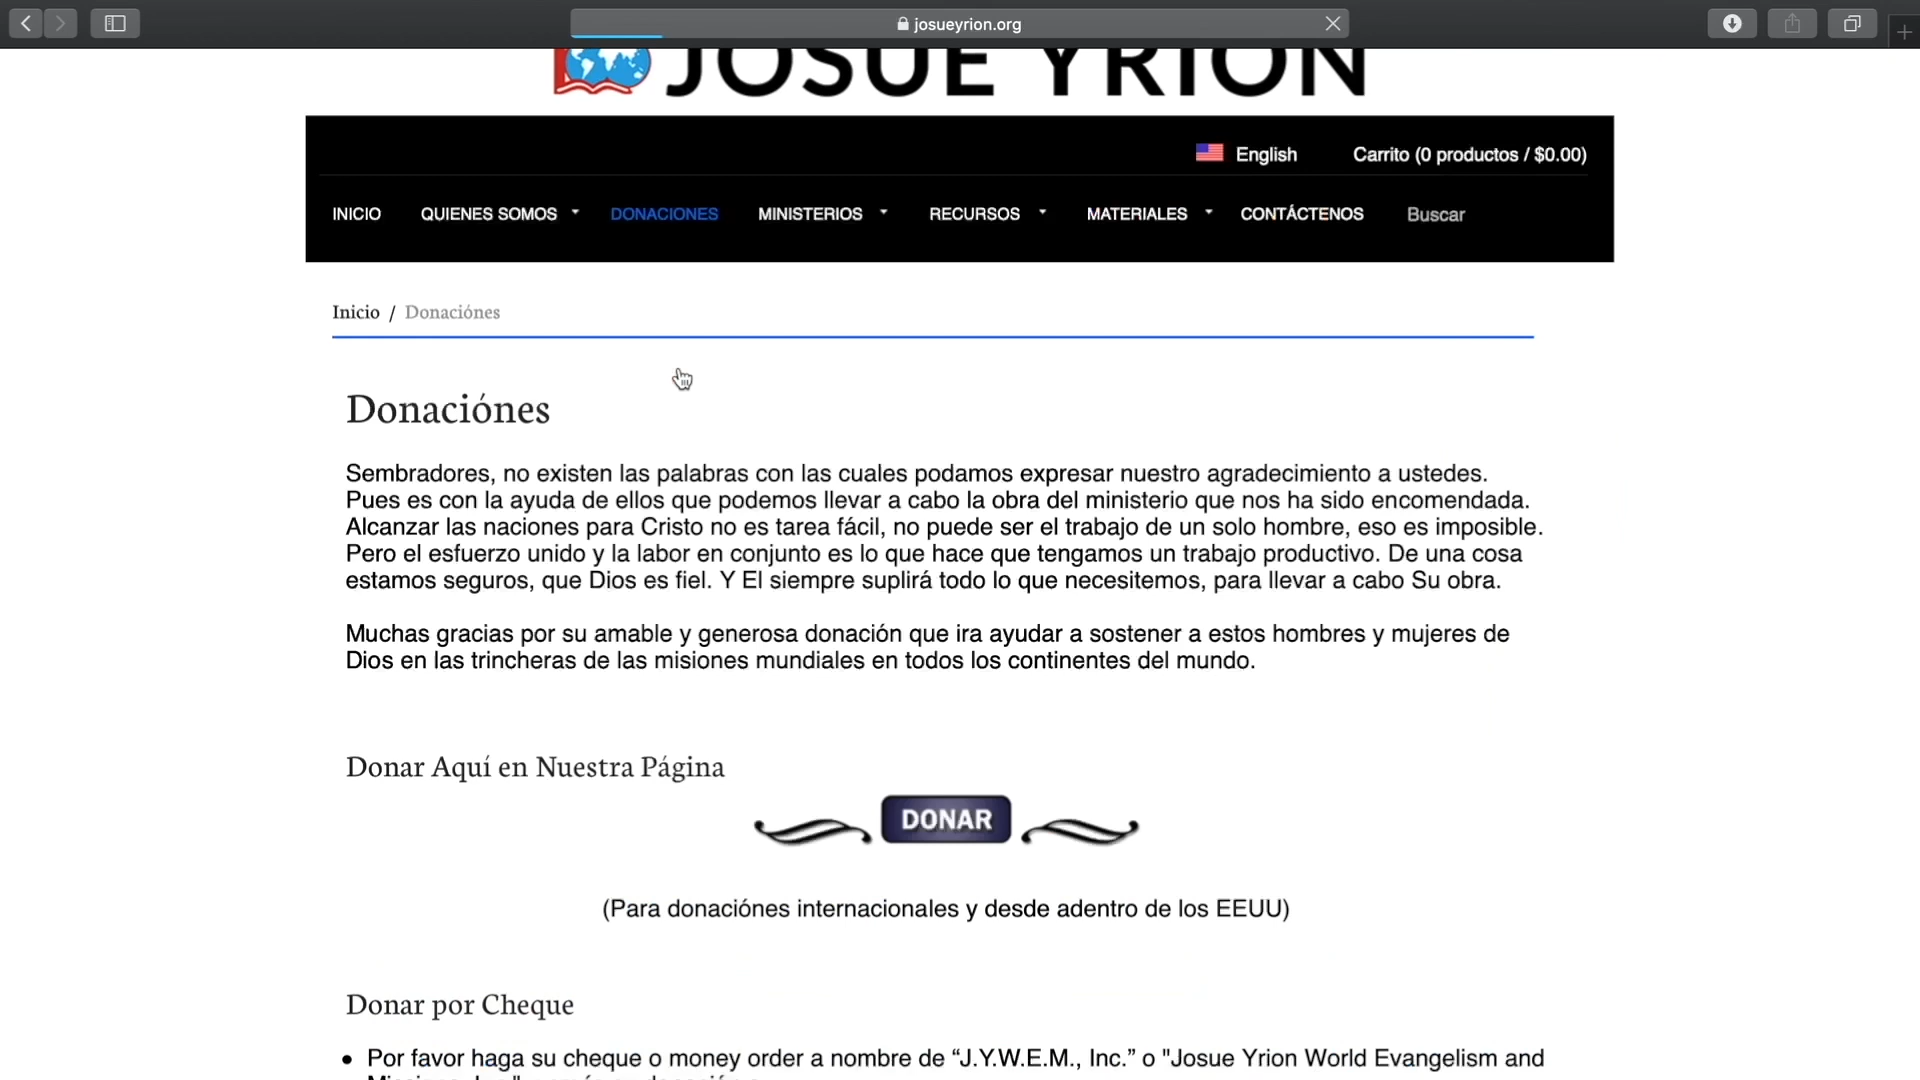 josueyrion.org
JOSUE YRION
English
Carrito (0 productos / $0.00)
INICIO QUIENES SOMOS DONACIONES MINISTERIOS RECURSOS MATERIALES CONTÁCTENOS Buscar
Inicio / Donaciónes
Donaciónes
Sembradores, no existen las palabras con las cuales podamos expresar nuestro agradecimiento a ustedes.
Pues es con la ayuda de ellos que podemos llevar a cabo la obra del ministerio que nos ha sido encomendada.
Alcanzar las naciones para Cristo no es tarea fácil, no puede ser el trabajo de un solo hombre, eso es imposible.
Pero el esfuerzo unido y la labor en conjunto es lo que hace que tengamos un trabajo productivo. De una cosa
estamos seguros, que Dios es fiel. Y El siempre suplirá todo lo que necesitemos, para llevar a cabo Su obra.
Muchas gracias por su amable y generosa donación que ira ayudar a sostener a estos hombres y mujeres de
Dios en las trincheras de las misiones mundiales en todos los continentes del mundo.
Donar Aquí en Nuestra Página
DONAR
(Para donaciónes internacionales y desde adentro de los EEUU)
Donar por Cheque
• Por favor haga su cheque o money order a nombre de “J.Y.W.E.M., Inc.” o "Josue Yrion World Evangelism and